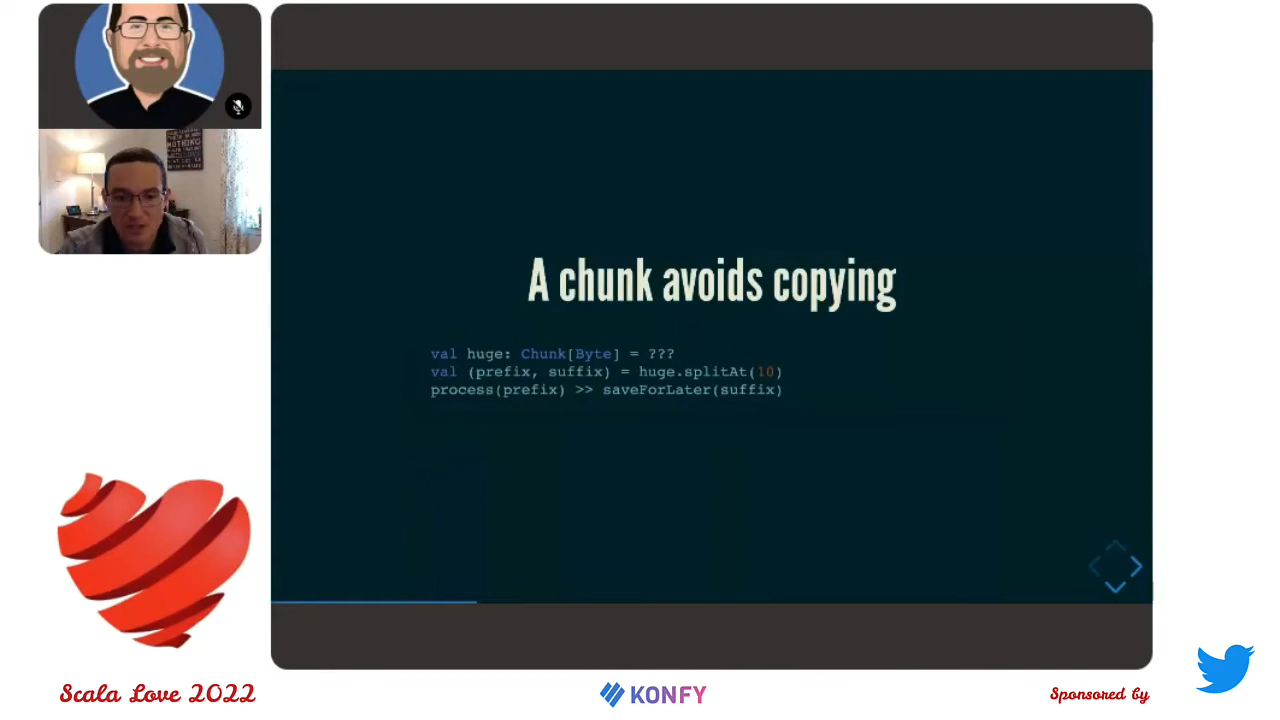 NOTHING
A chunk avoids copying
val huge: Chunk[Byte] = ???
val (prefix, suffix) = huge.splitAt(10)
process(prefix) >> saveForLater(suffix)
Scala Love 2022
KONFY
Sponsored by